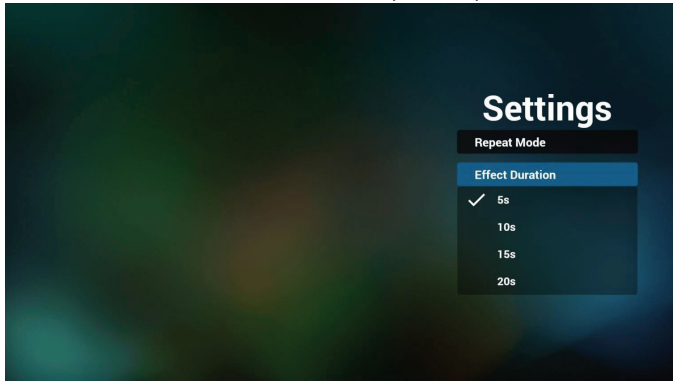 Settings
Repeat Mode
Effect Duration
5s
10s
15s
20s